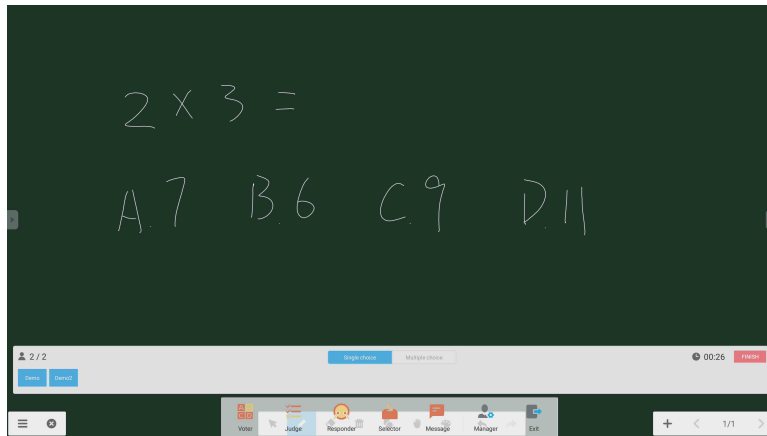 2 × 3 =
A.7 B.6 C.9 D.11
2 / 2 Single choice Multiple choice 00:26 FINISH
Demo Demo2
Voter Judge Responder Selector Message Manager Exit 1/1